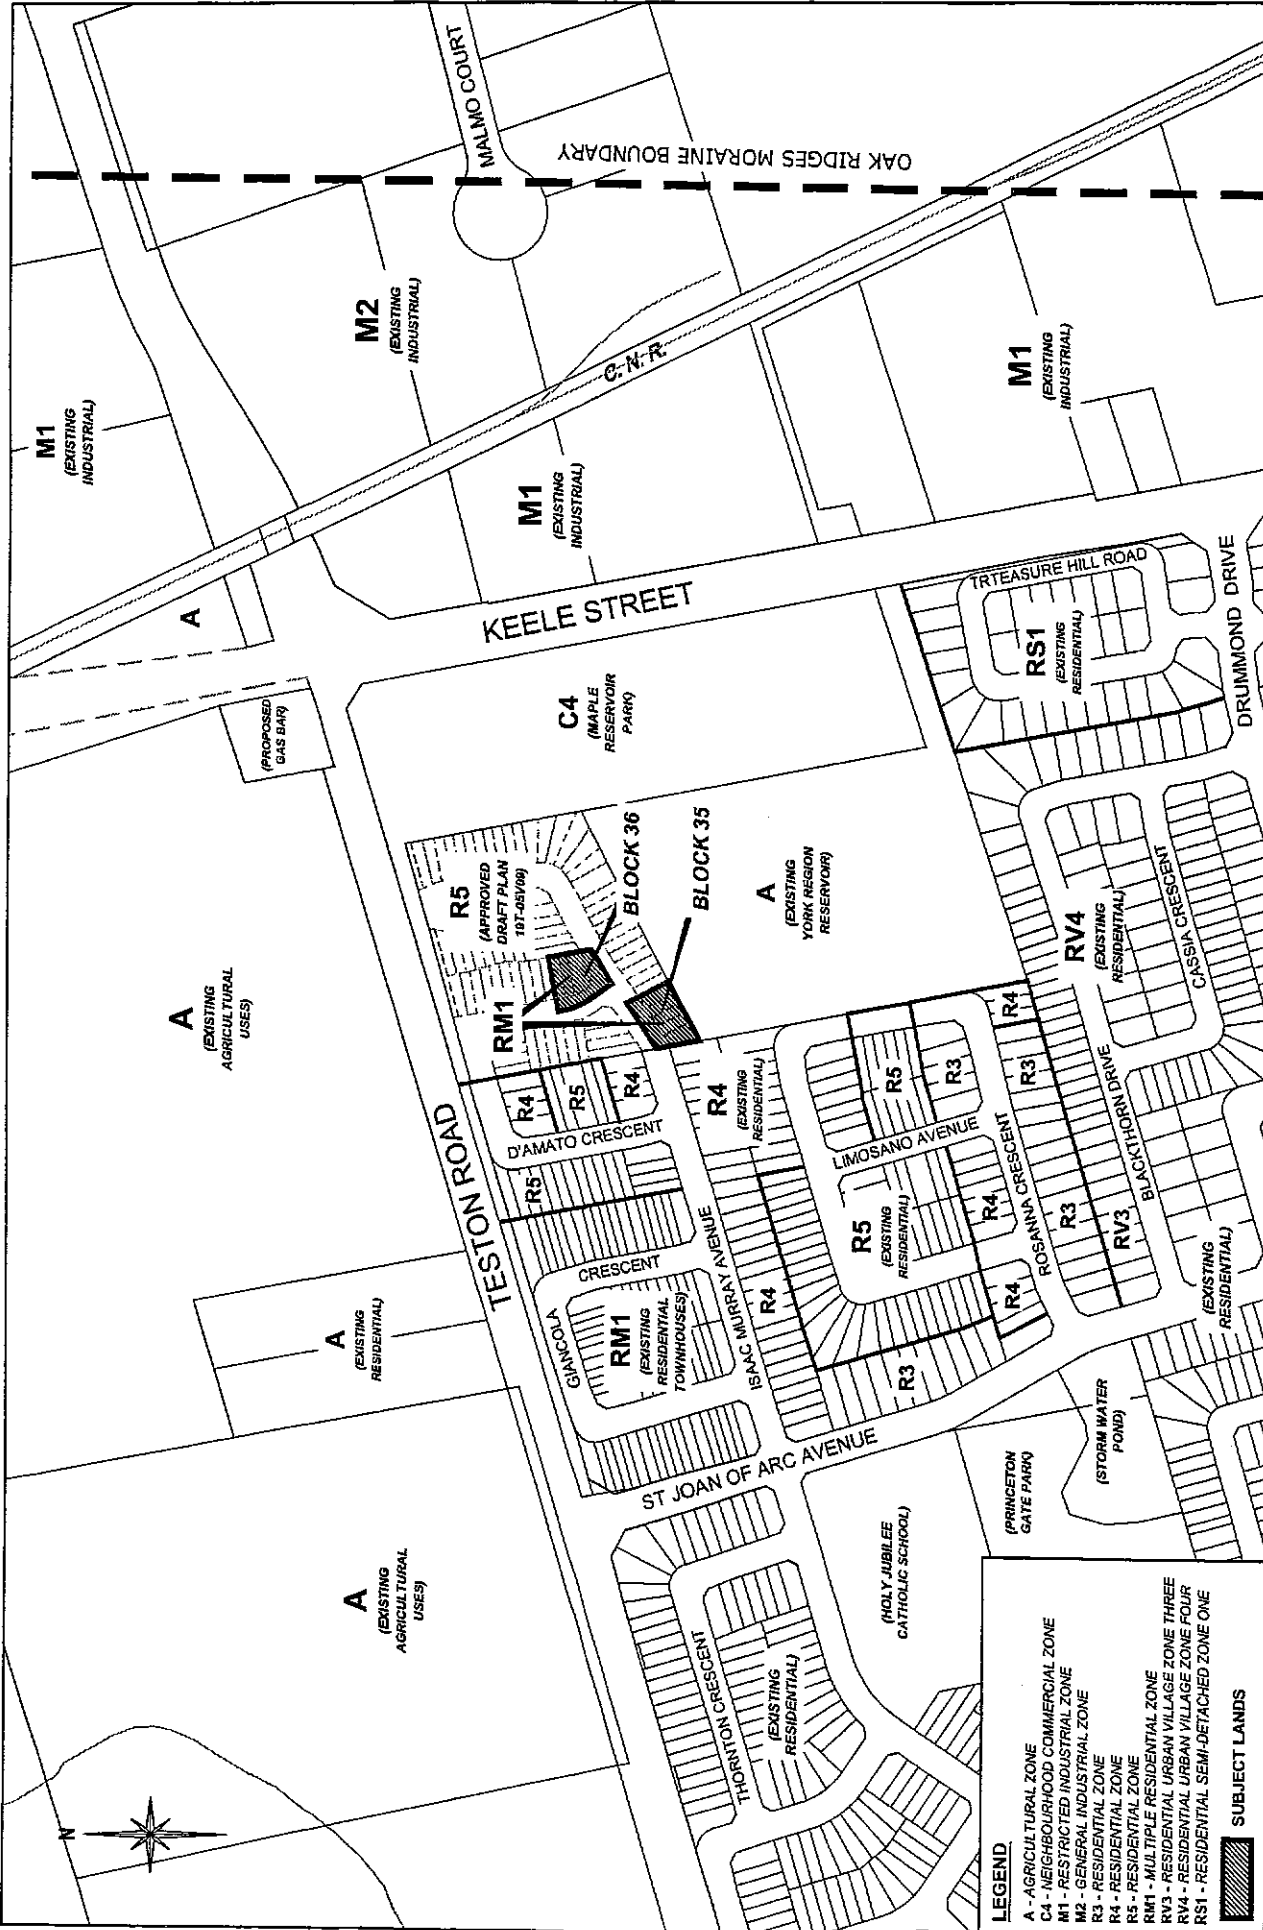 N
A
(EXISTING
AGRICULTURAL
USES)
A
(EXISTING
RESIDENTIAL)
A
(EXISTING
AGRICULTURAL
USES)
(PROPOSED
GAS BAR)
A
M1
(EXISTING
INDUSTRIAL)
M2
(EXISTING
INDUSTRIAL)
MALMO COURT
OAK RIDGES MORAINE BOUNDARY
M1
(EXISTING
INDUSTRIAL)
C.N.R.
M1
(EXISTING
INDUSTRIAL)
TESTON ROAD
KEELE STREET
C4
(MAPLE
RESERVOIR
PARK)
R5
(APPROVED
DRAFT PLAN
19T-05V09)
RM1
BLOCK 36
BLOCK 35
A
(EXISTING
YORK REGION
RESERVOIR)
R4
R5
R4
D'AMATO CRESCENT
R5
R4
(EXISTING
RESIDENTIAL)
GIANCOLA
CRESCENT
RM1
(EXISTING
RESIDENTIAL
TOWNHOUSES)
ISAAC MURRAY AVENUE
R4
ST JOAN OF ARC AVENUE
THORNTON CRESCENT
(EXISTING
RESIDENTIAL)
(HOLY JUBILEE
CATHOLIC SCHOOL)
R3
R5
(EXISTING
RESIDENTIAL)
LIMOSANO AVENUE
R5
R3
R4
R3
R4
R4
ROSANNA CRESCENT
R3
RV3
BLACKTHORN DRIVE
RV4
(EXISTING
RESIDENTIAL)
CASSIA CRESCENT
(EXISTING
RESIDENTIAL)
TRTEASURE HILL ROAD
RS1
(EXISTING
RESIDENTIAL)
DRUMMOND DRIVE
(PRINCETON
GATE PARK)
(STORM WATER
POND)
LEGEND
A - AGRICULTURAL ZONE
C4 - NEIGHBOURHOOD COMMERCIAL ZONE
M1 - RESTRICTED INDUSTRIAL ZONE
M2 - GENERAL INDUSTRIAL ZONE
R3 - RESIDENTIAL ZONE
R4 - RESIDENTIAL ZONE
R5 - RESIDENTIAL ZONE
RM1 - MULTIPLE RESIDENTIAL ZONE
RV3 - RESIDENTIAL URBAN VILLAGE ZONE THREE
RV4 - RESIDENTIAL URBAN VILLAGE ZONE FOUR
RS1 - RESIDENTIAL SEMI-DETACHED ZONE ONE
SUBJECT LANDS